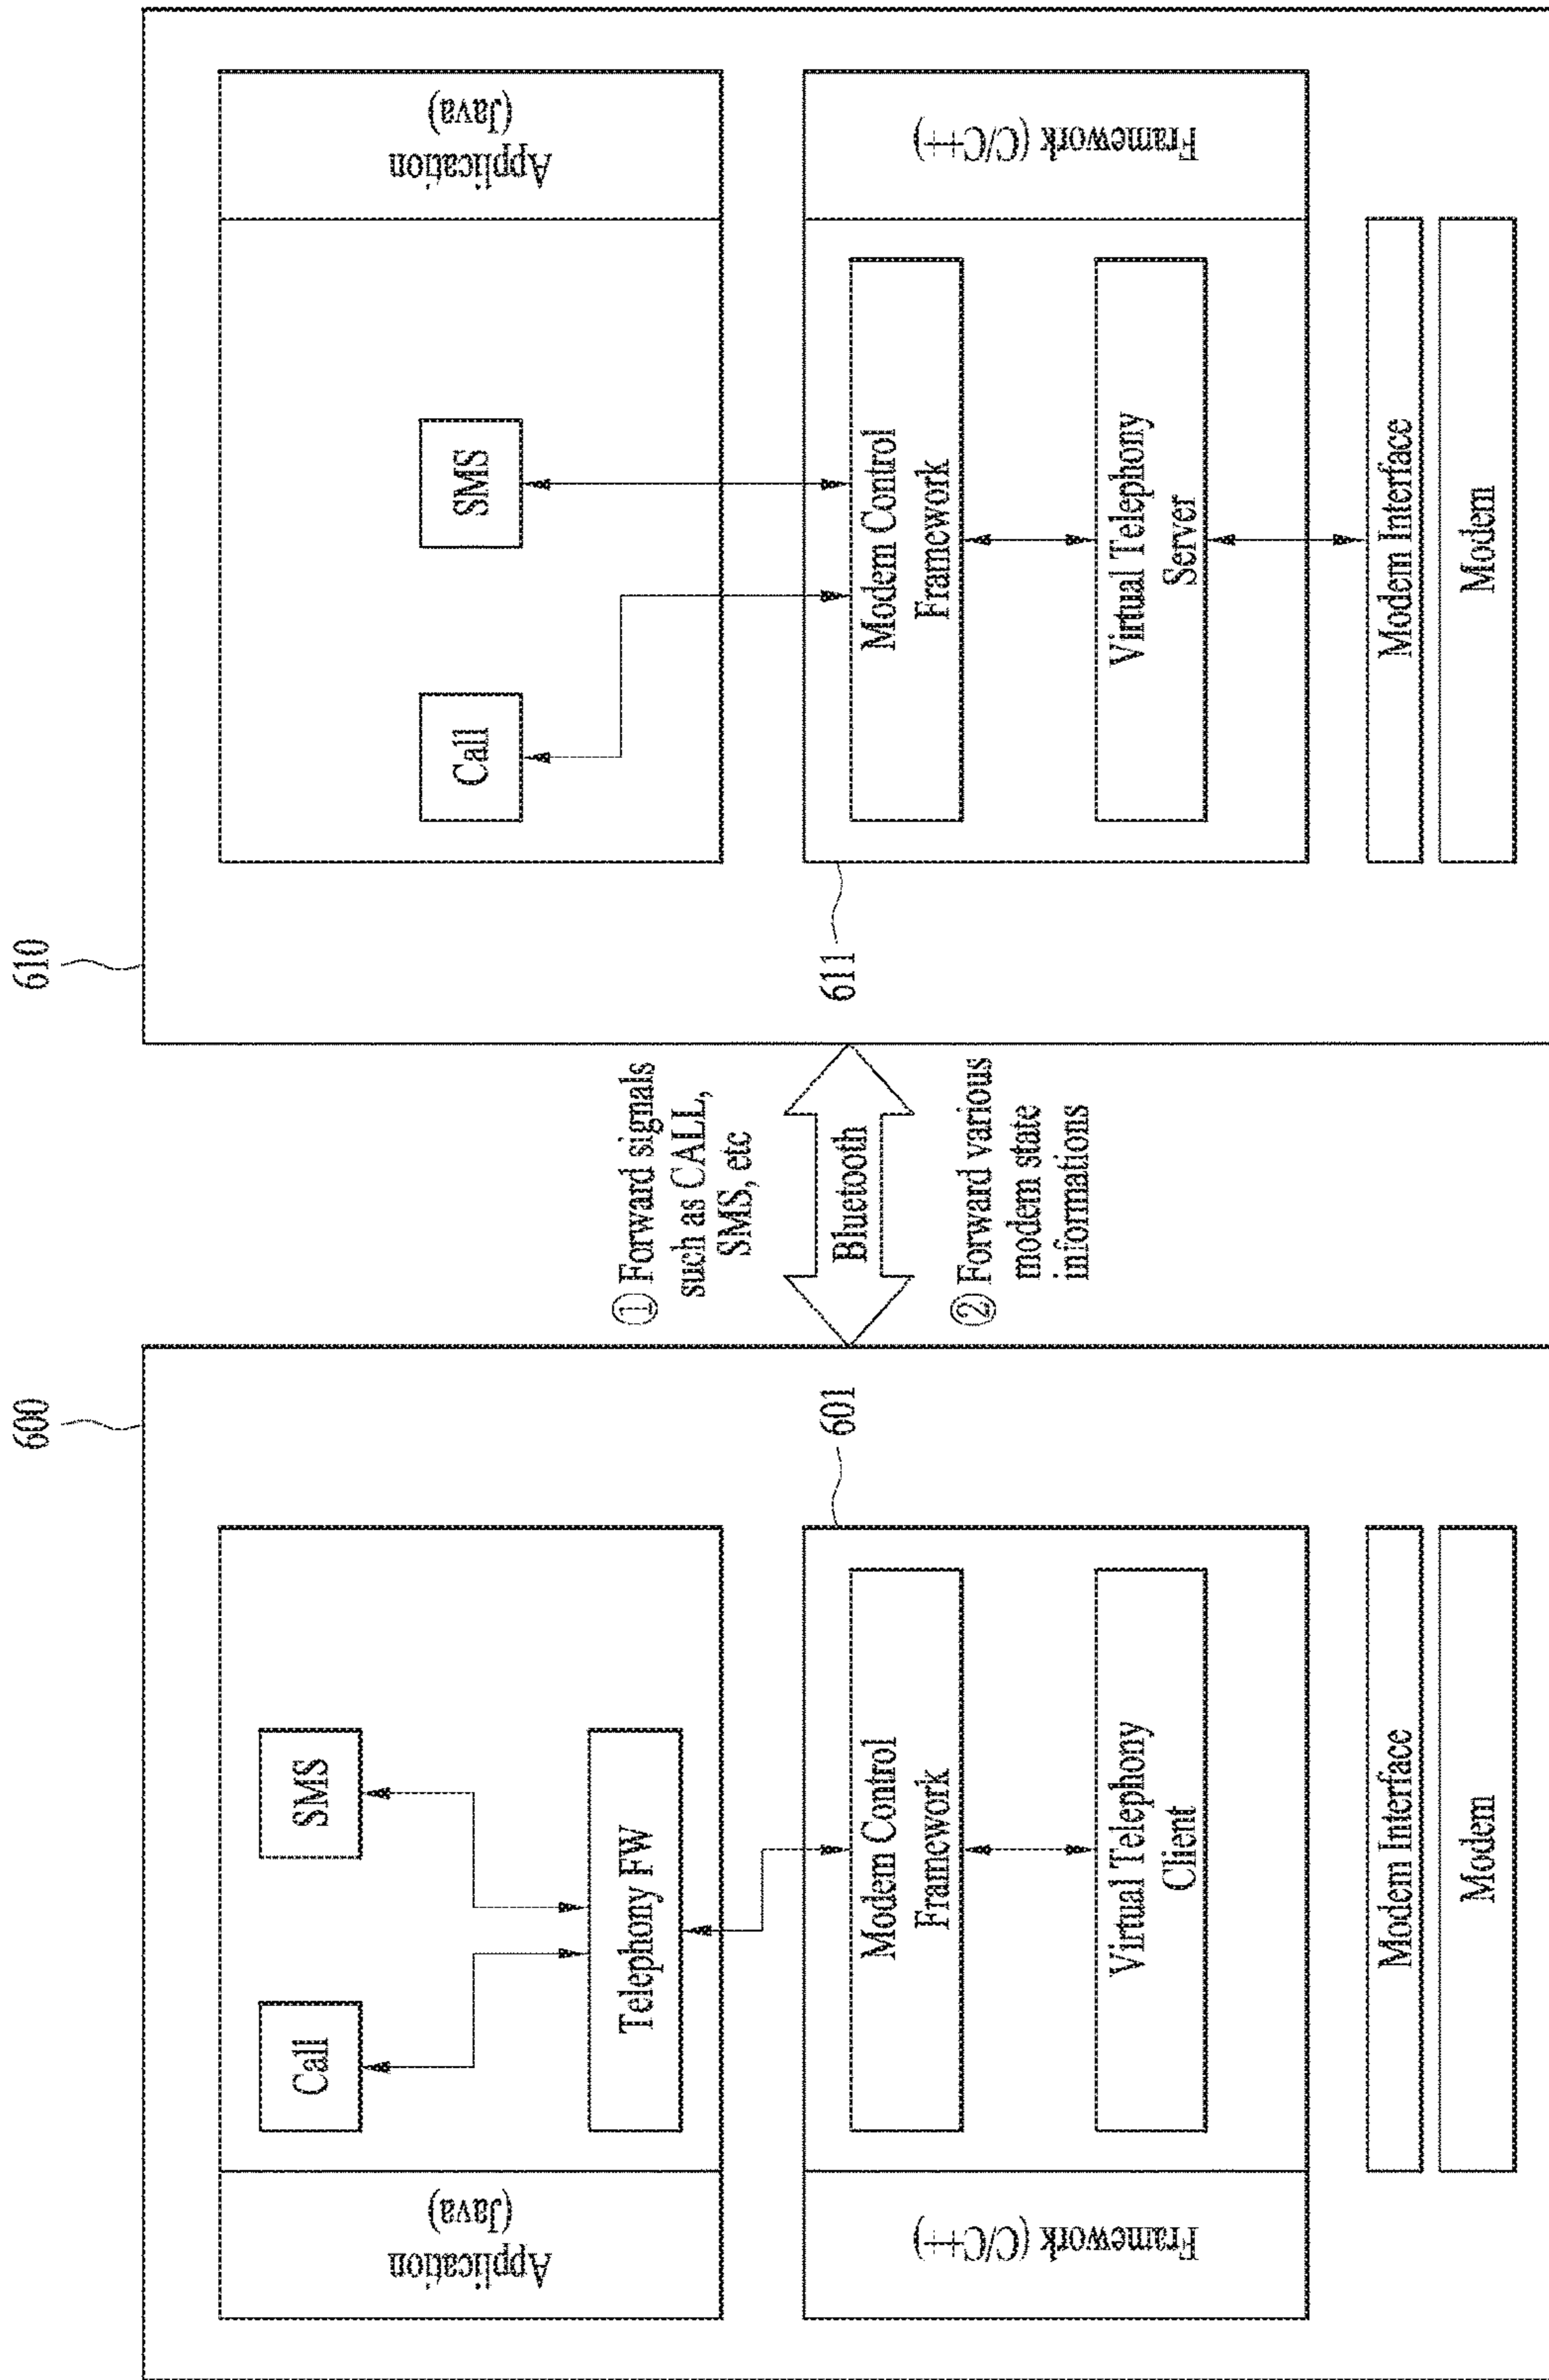 600
Application
(Java)
Call
SMS
Telephony FW
601
Framework (C/C++)
Modem Control
Framework
Virtual Telephony
Client
Modem Interface
Modem
① Forward signals
such as CALL,
SMS, etc
Bluetooth
② Forward various
modem state
informations
610
Call
SMS
Application
(Java)
611
Modem Control
Framework
Virtual Telephony
Server
Framework (C/C++)
Modem Interface
Modem